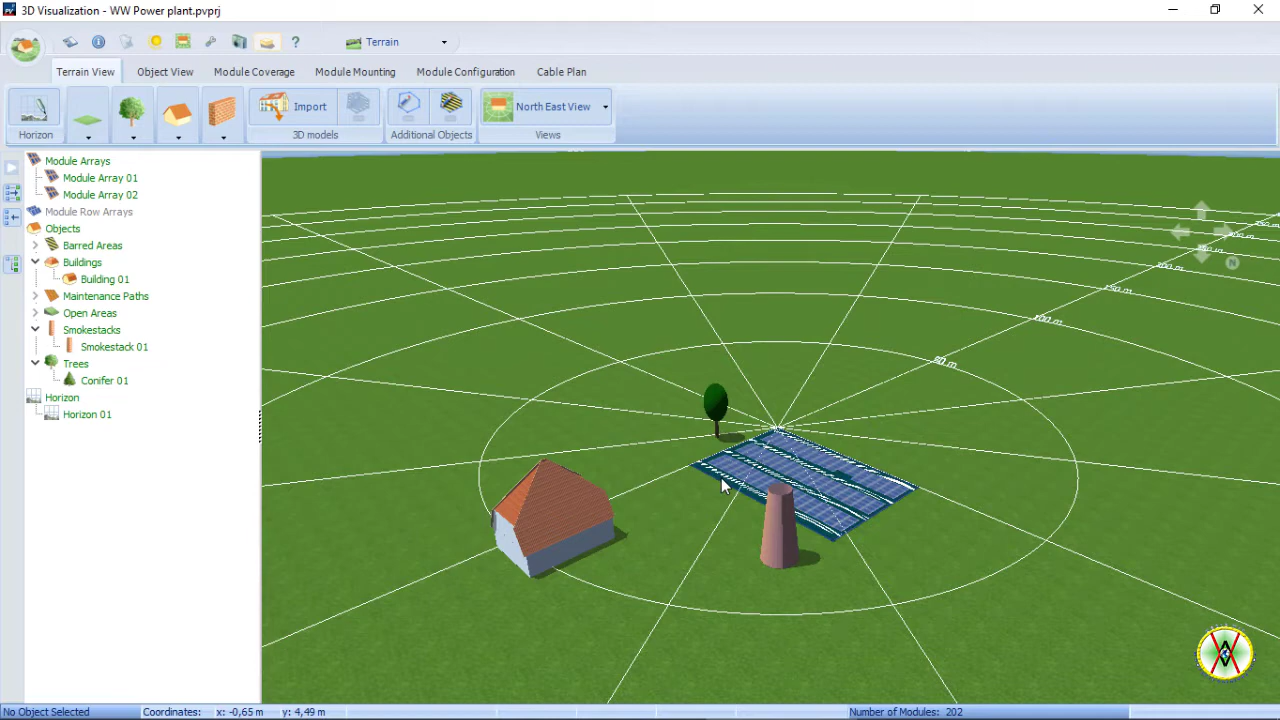 3D Visualization - WW Power plant.pvprj
Terrain
Terrain View Object View Module Coverage Module Mounting Module Configuration Cable Plan
Import
North East View
Horizon
3D models
Additional Objects
Views
Module Arrays
Module Array 01
Module Array 02
Module Row Arrays
Objects
Barred Areas
Buildings
Building 01
Maintenance Paths
Open Areas
Smokestacks
Smokestack 01
Trees
Conifer 01
Horizon
Horizon 01
200 m
150 m
100 m
50 m
N
No Object Selected Coordinates: x: -0,65 m y: 4,49 m Number of Modules: 202